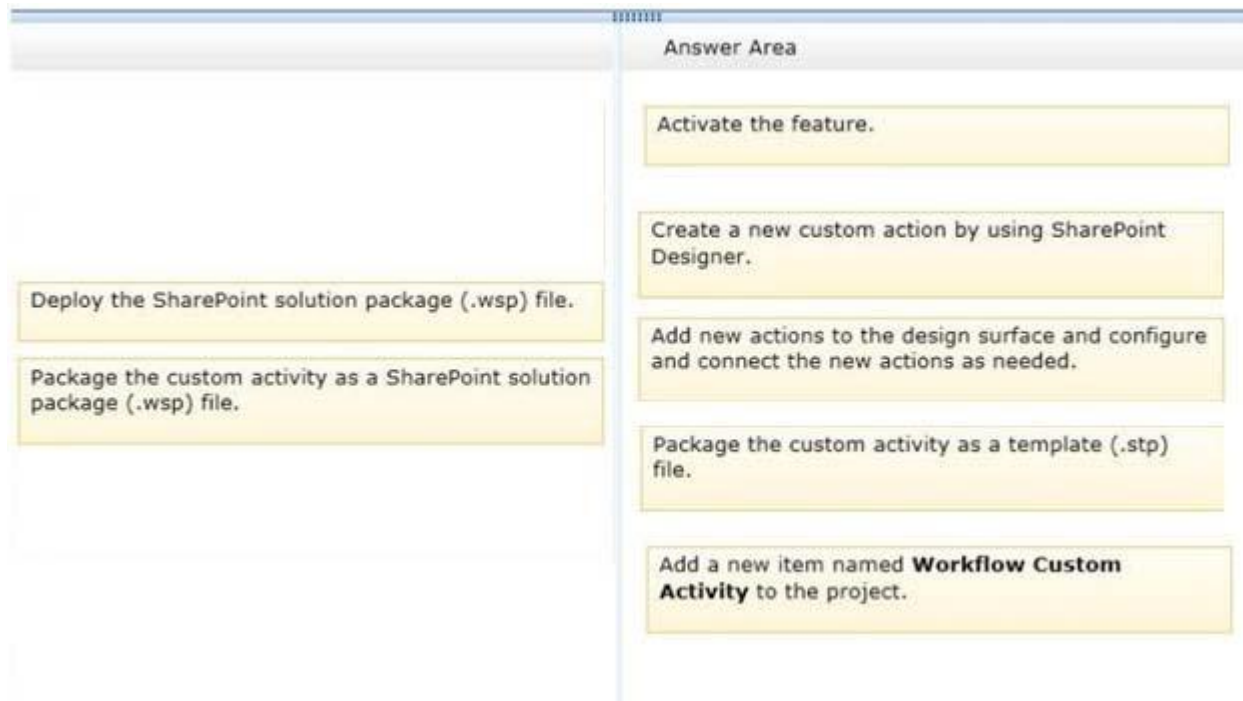 Answer Area
Activate the feature.
Create a new custom action by using SharePoint
Designer.
Deploy the SharePoint solution package (.wsp) file.
Add new actions to the design surface and configure
and connect the new actions as needed.
Package the custom activity as a SharePoint solution
package (.wsp) file.
Package the custom activity as a template (.stp)
file.
Add a new item named Workflow Custom
Activity to the project.